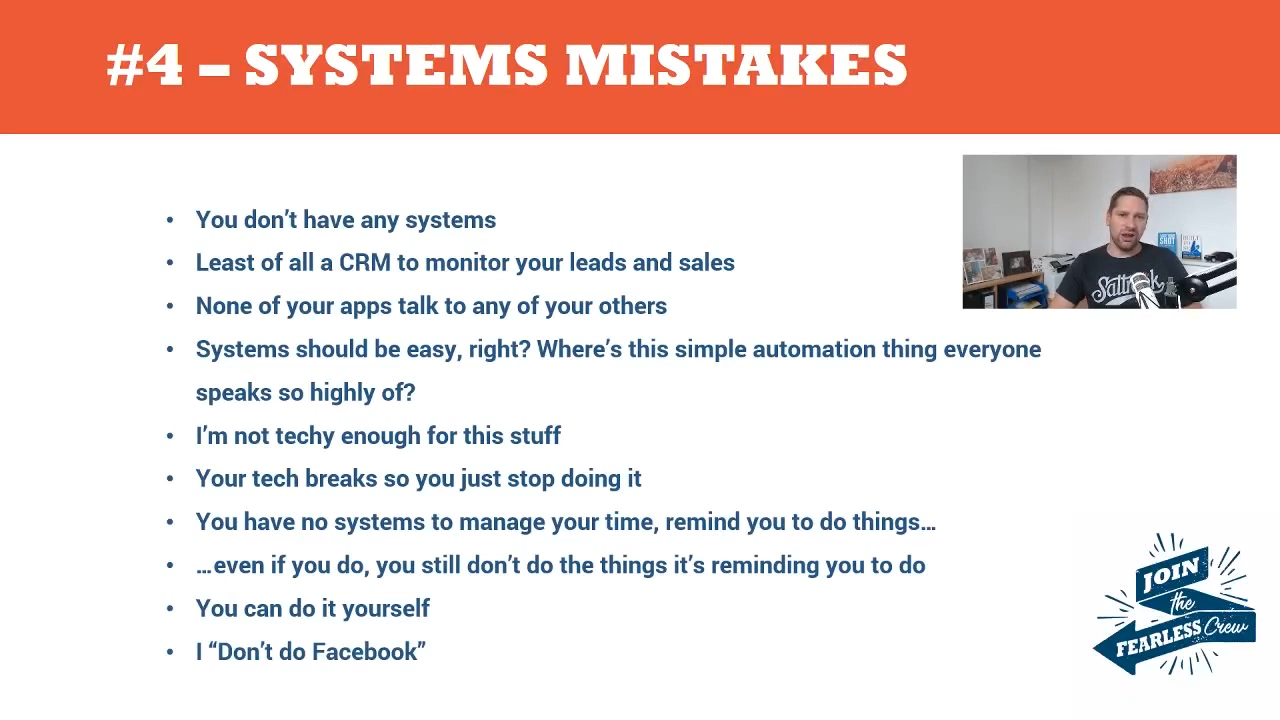 #4 – SYSTEMS MISTAKES
• You don’t have any systems
• Least of all a CRM to monitor your leads and sales
• None of your apps talk to any of your others
• Systems should be easy, right? Where’s this simple automation thing everyone
speaks so highly of?
• I’m not techy enough for this stuff
• Your tech breaks so you just stop doing it
• You have no systems to manage your time, remind you to do things…
• …even if you do, you still don’t do the things it’s reminding you to do
• You can do it yourself
• I “Don’t do Facebook”
JOIN
the
FEARLESS Crew